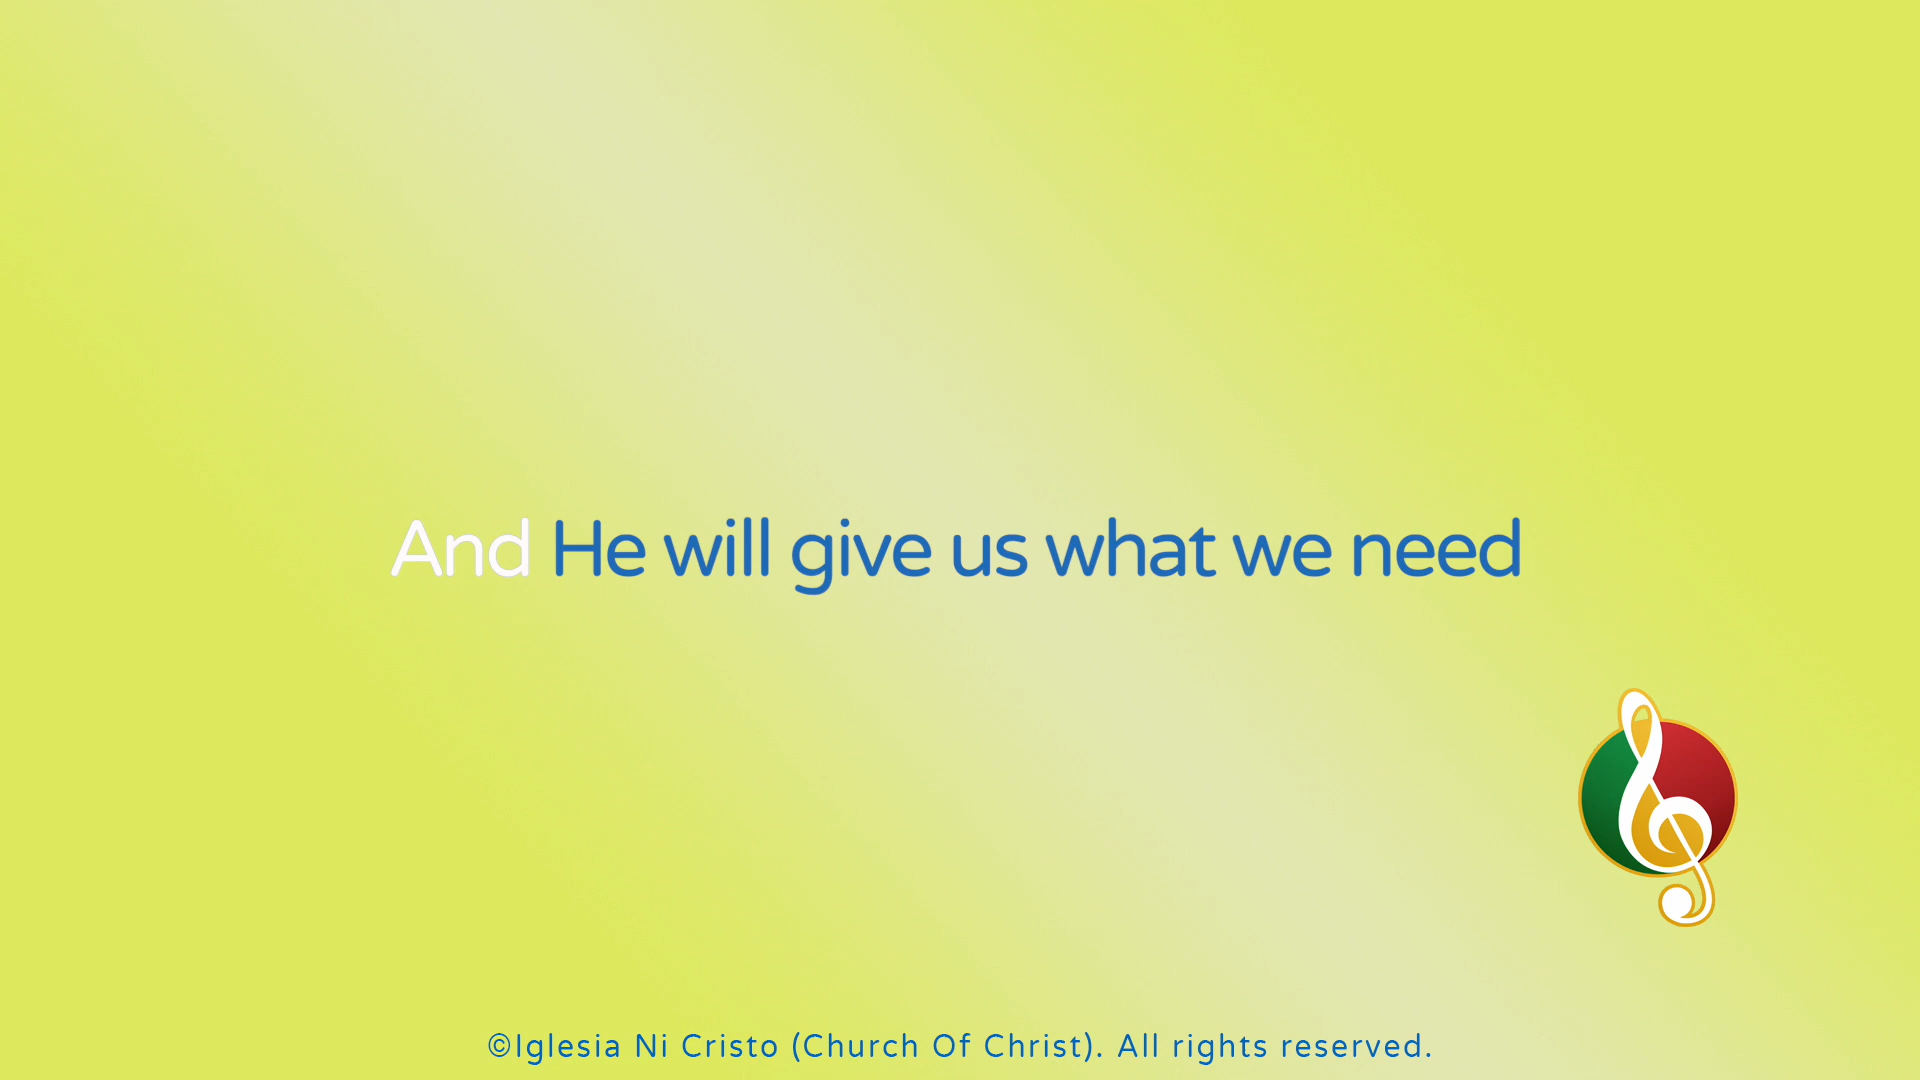 And He will give us what we need
©Iglesia Ni Cristo (Church Of Christ). All rights reserved.